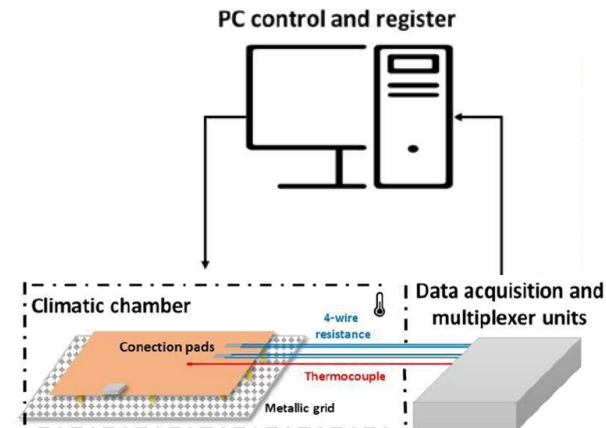 PC control and register
Climatic chamber
4-wire
resistance
Conection pads
Thermocouple
Metallic grid
Data acquisition and
multiplexer units